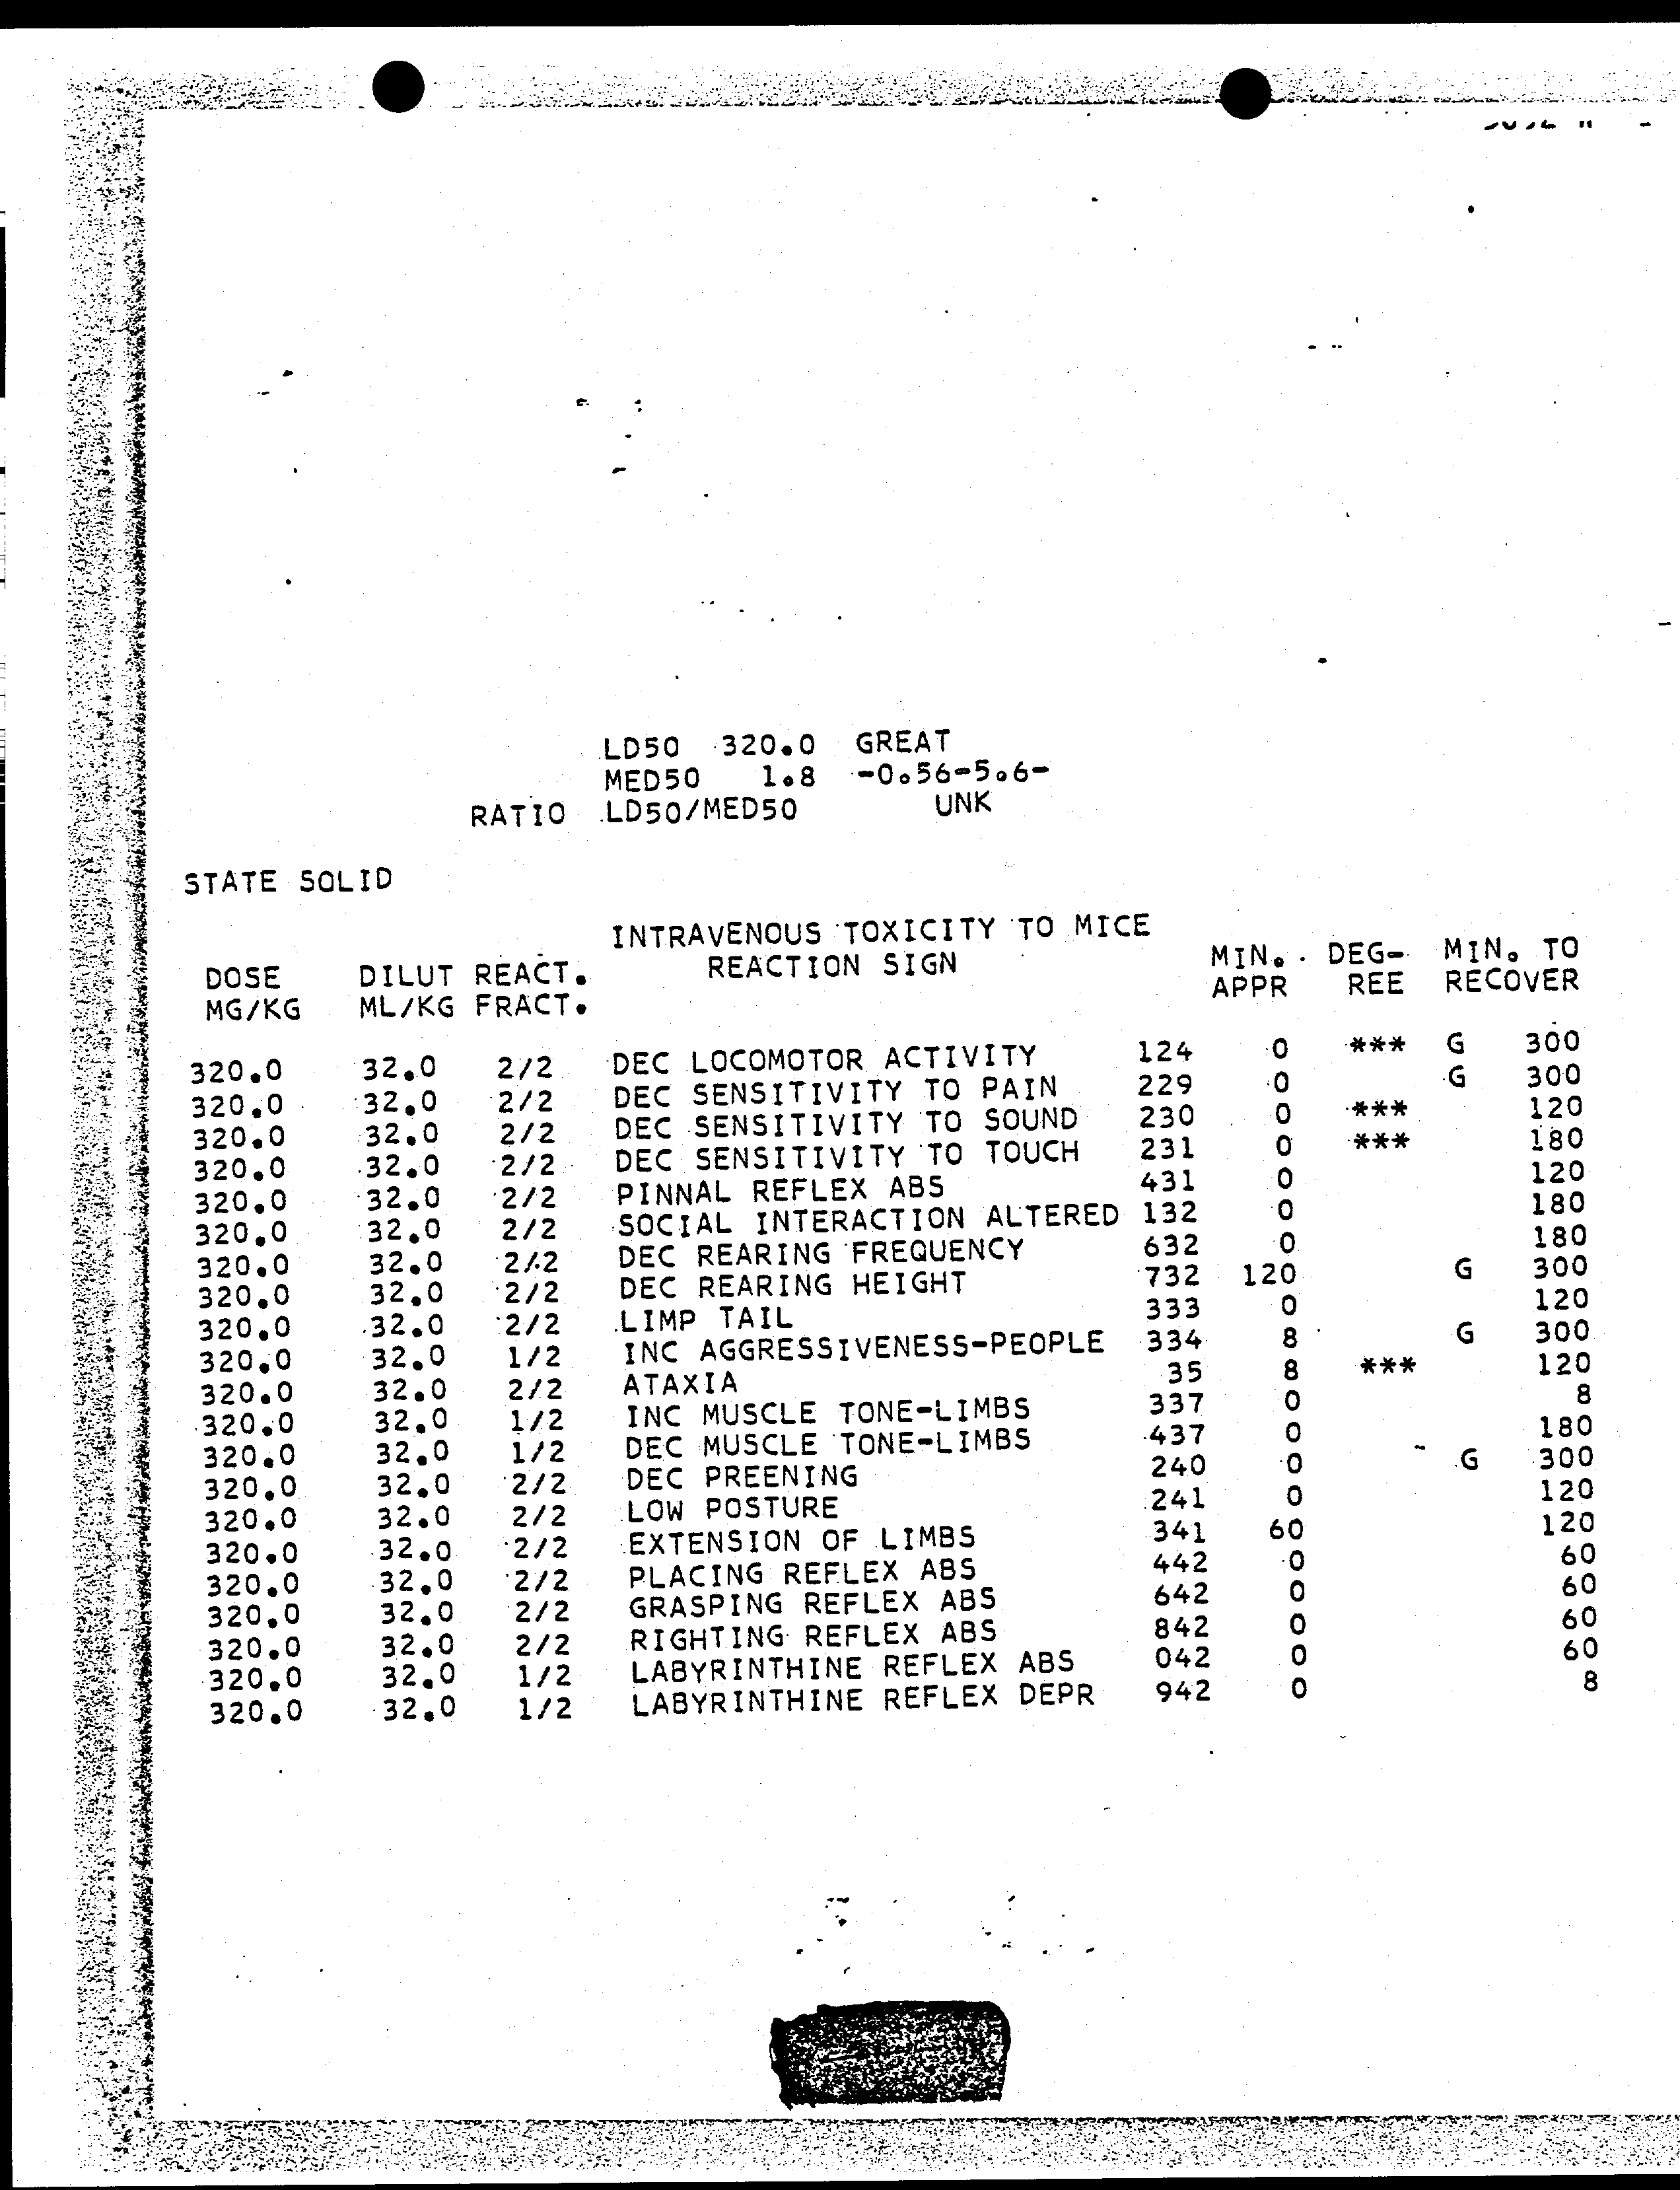 LD50 320.0 GREAT
MED50 1.8 -0.56-5.6-
RATIO LD50/MED50 UNK
STATE SOLID
INTRAVENOUS TOXICITY TO MICE
DOSE DILUT REACT. REACTION SIGN MIN. DEG- MIN. TO
MG/KG ML/KG FRACT. APPR REE RECOVER
320.0 32.0 2/2 DEC LOCOMOTOR ACTIVITY 124 0 *** G 300
320.0 32.0 2/2 DEC SENSITIVITY TO PAIN 229 0 G 300
320.0 32.0 2/2 DEC SENSITIVITY TO SOUND 230 0 *** 120
320.0 32.0 2/2 DEC SENSITIVITY TO TOUCH 231 0 *** 180
320.0 32.0 2/2 PINNAL REFLEX ABS 431 0 120
320.0 32.0 2/2 SOCIAL INTERACTION ALTERED 132 0 180
320.0 32.0 2/2 DEC REARING FREQUENCY 632 0 180
320.0 32.0 2/2 DEC REARING HEIGHT 732 120 G 300
320.0 32.0 2/2 LIMP TAIL 333 0 120
320.0 32.0 1/2 INC AGGRESSIVENESS-PEOPLE 334 8 G 300
320.0 32.0 2/2 ATAXIA 35 8 *** 120
320.0 32.0 1/2 INC MUSCLE TONE-LIMBS 337 0 8
320.0 32.0 1/2 DEC MUSCLE TONE-LIMBS 437 0 180
320.0 32.0 2/2 DEC PREENING 240 0 G 300
320.0 32.0 2/2 LOW POSTURE 241 0 120
320.0 32.0 2/2 EXTENSION OF LIMBS 341 60 120
320.0 32.0 2/2 PLACING REFLEX ABS 442 0 60
320.0 32.0 2/2 GRASPING REFLEX ABS 642 0 60
320.0 32.0 2/2 RIGHTING REFLEX ABS 842 0 60
320.0 32.0 1/2 LABYRINTHINE REFLEX ABS 042 0 60
320.0 32.0 1/2 LABYRINTHINE REFLEX DEPR 942 0 8